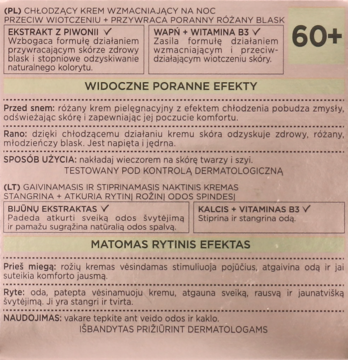 (PL) CHŁODZĄCY KREM WZMACNIAJĄCY NA NOC
PRZECIW WIOTCZENIU + PRZYWRACA PORANNY RÓŻANY BLASK
EKSTRAKT Z PIWONII ✓
Wzbogaca formułę działaniem
przywracającym skórze zdrowy
blask i stopniowe odzyskiwanie
naturalnego kolorytu.
WAPŃ + WITAMINA B3 ✓
Zasila formułę działaniem
wzmacniającym i przeciw-
działającym wiotczeniu skóry.
60+
WIDOCZNE PORANNE EFEKTY
Przed snem: różany krem pielęgnacyjny z efektem chłodzenia pobudza zmysły,
odświeżając skórę i zapewniając jej poczucie komfortu.
Rano: dzięki chłodzącemu działaniu kremu skóra odzyskuje zdrowy, różany,
młodzieńczy blask. Jest napięta i jędrna.
SPOSÓB UŻYCIA: nakładaj wieczorem na skórę twarzy i szyi.
TESTOWANY POD KONTROLĄ DERMATOLOGICZNĄ
(LT) GAIVINAMASIS IR STIPRINAMASIS NAKTINIS KREMAS
STANGRINA + ATKURIA RYTINĮ ROŽINĮ ODOS SPINDESĮ
BIJŪNŲ EKSTRAKTAS ✓
Padeda atkurti sveiką odos švytėjimą
ir pamažu sugrąžina natūralią odos spalvą.
KALCIS + VITAMINAS B3 ✓
Stiprina ir stangrina odą.
MATOMAS RYTINIS EFEKTAS
Prieš miegą: rožių kremas vėsindamas stimuliuoja pojūčius, atgaivina odą ir jai
suteikia komforto jausmą.
Ryte: oda, patepta vėsinamuoju kremu, atgauna sveiką, rausvą ir jaunatvišką
švytėjimą. Ji yra stangri ir tvirta.
NAUDOJIMAS: vakare tepkite ant veido odos ir kaklo.
IŠBANDYTAS PRIŽIŪRINT DERMATOLOGAMS